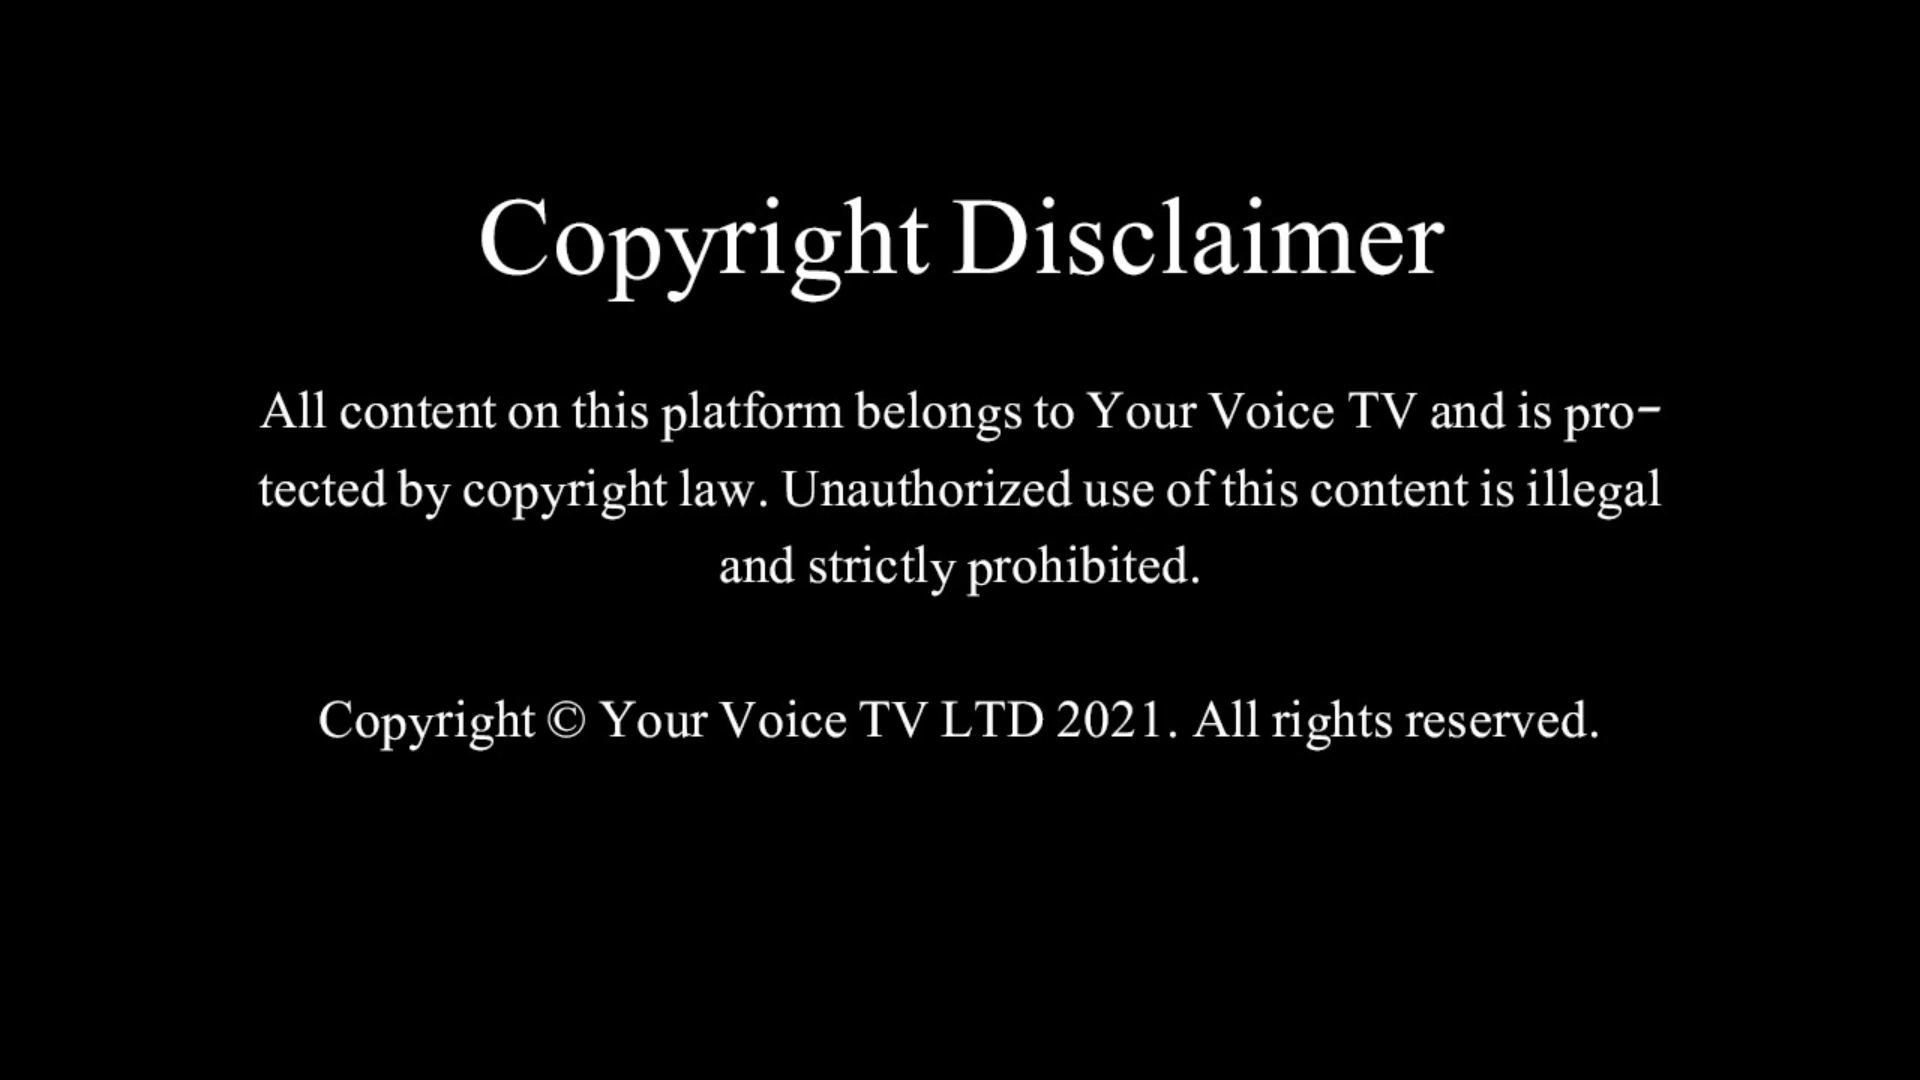 Copyright Disclaimer
All content on this platform belongs to Your Voice TV and is pro-
tected by copyright law. Unauthorized use of this content is illegal
and strictly prohibited.
Copyright © Your Voice TV LTD 2021. All rights reserved.